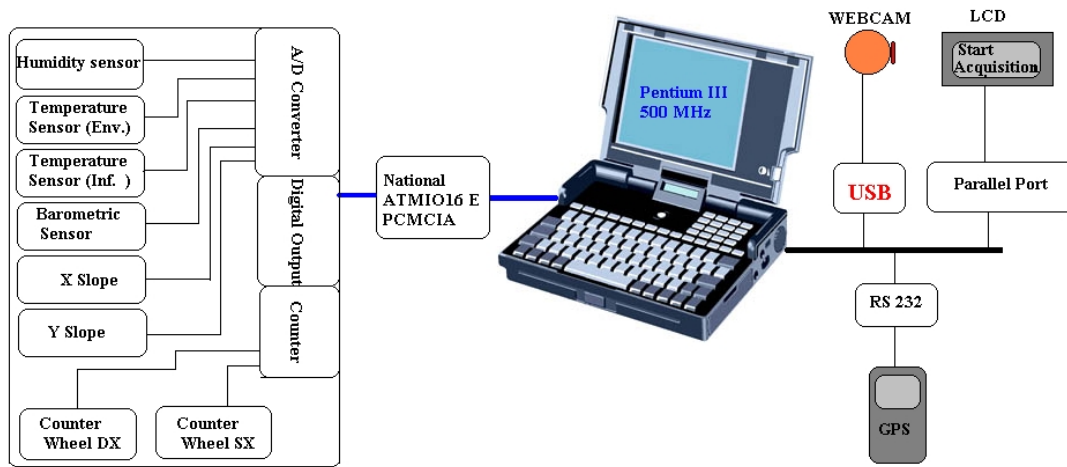 Humidity sensor
Temperature
Sensor (Env.)
Temperature
Sensor (Inf. )
Barometric
Sensor
X Slope
Y Slope
Counter
Wheel DX
Counter
Wheel SX
A/D Converter
Digital Output
Counter
National
ATMIO16 E
PCMCIA
Pentium III
500 MHz
WEBCAM
LCD
Start
Acquisition
USB
Parallel Port
RS 232
GPS